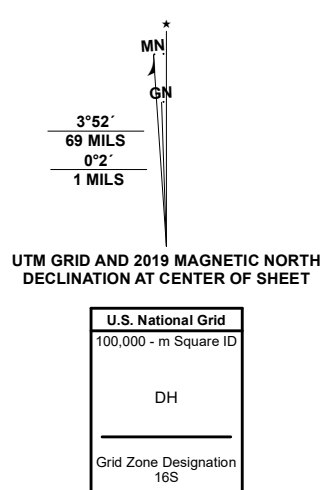 ★
MN
GN
3°52´
69 MILS
0°2´
1 MILS
UTM GRID AND 2019 MAGNETIC NORTH
DECLINATION AT CENTER OF SHEET
U.S. National Grid
100,000 - m Square ID
DH
Grid Zone Designation
16S